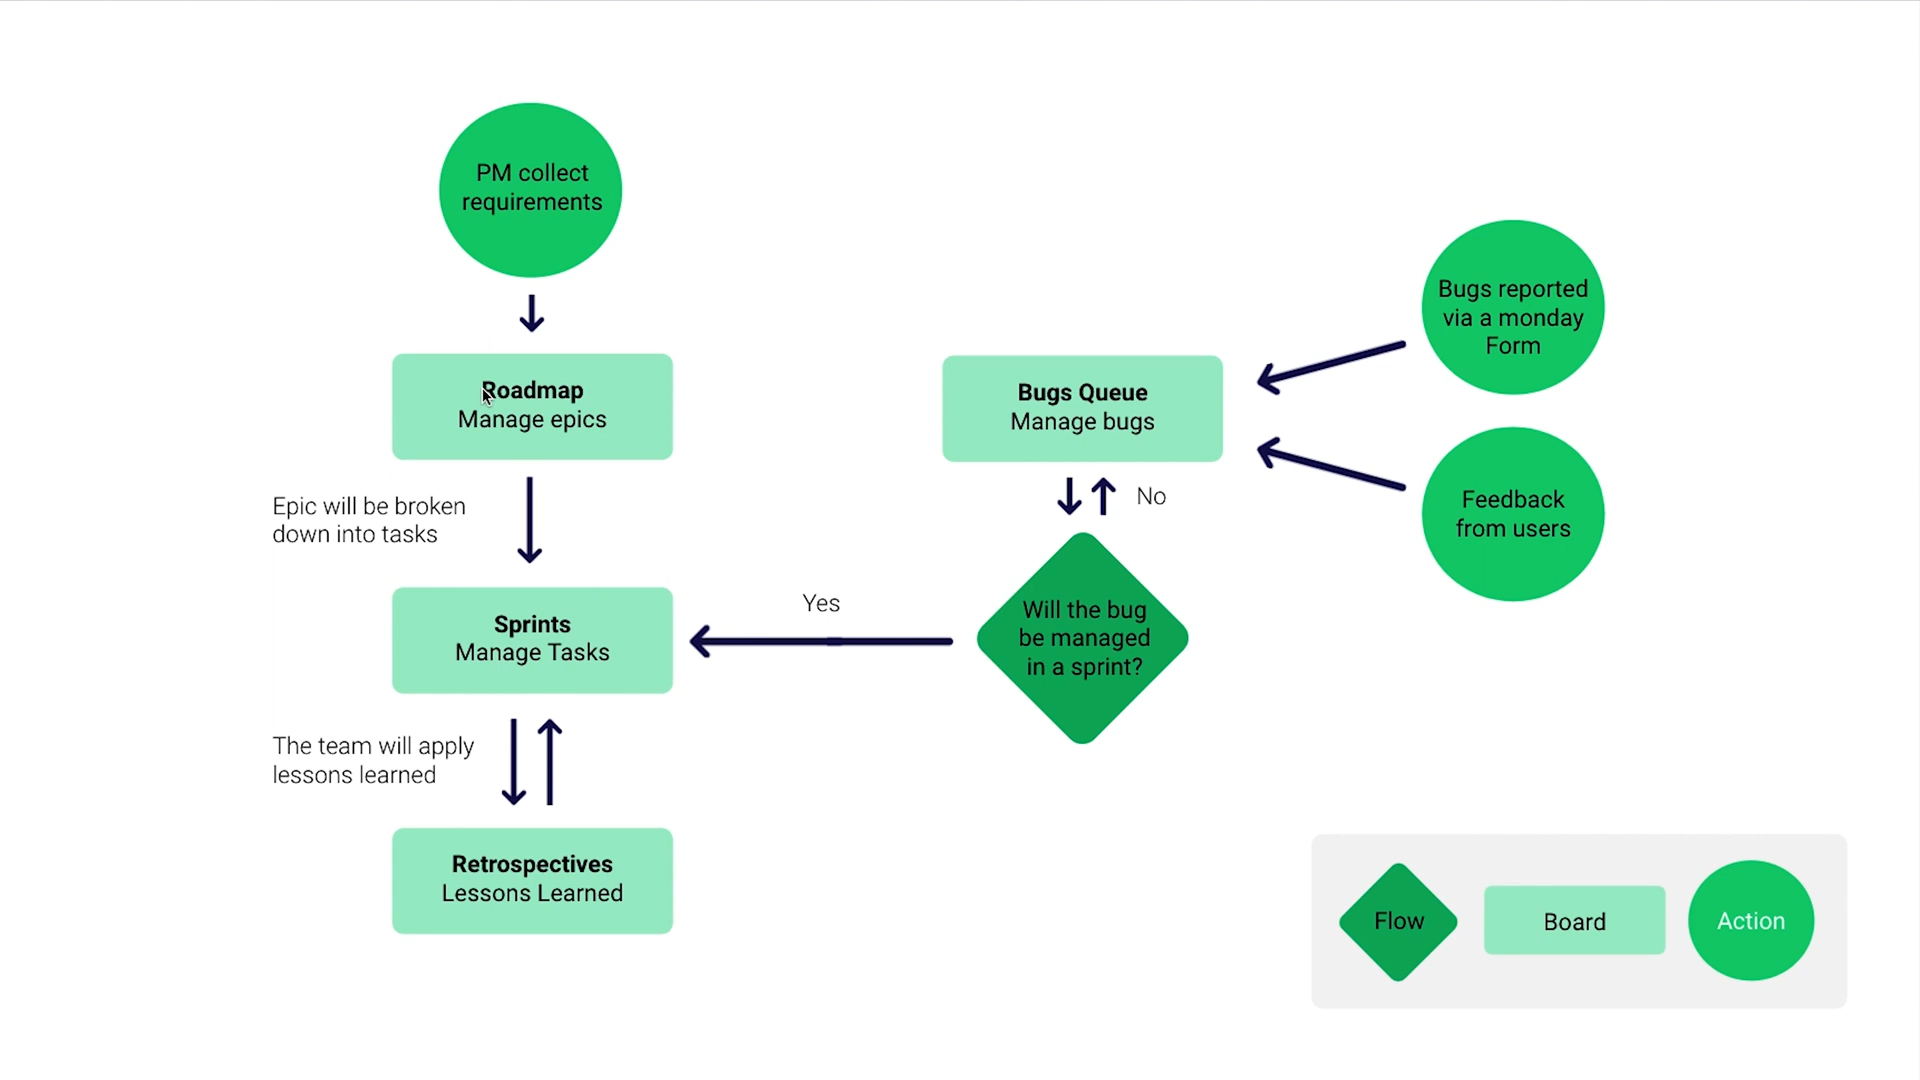 PM collect
requirements
Roadmap
Manage epics
Epic will be broken
down into tasks
Sprints
Manage Tasks
The team will apply
lessons learned
Retrospectives
Lessons Learned
Bugs Queue
Manage bugs
No
Will the bug
be managed
in a sprint?
Yes
Bugs reported
via a monday
Form
Feedback
from users
Flow
Board
Action